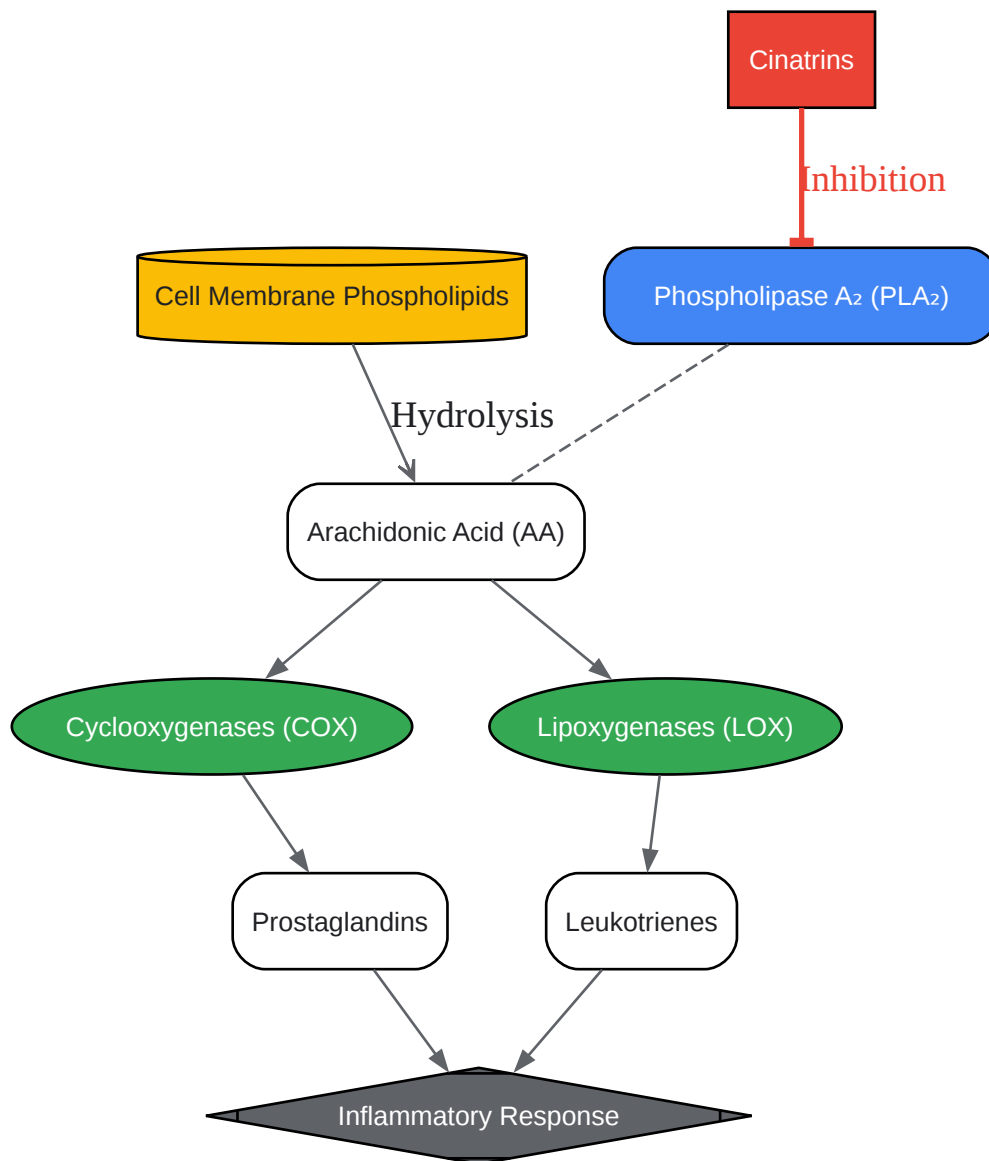 Cinatrins
Inhibition
Cell Membrane Phospholipids
Phospholipase A₂ (PLA₂)
Hydrolysis
Arachidonic Acid (AA)
Cyclooxygenases (COX)
Lipoxygenases (LOX)
Prostaglandins
Leukotrienes
Inflammatory Response